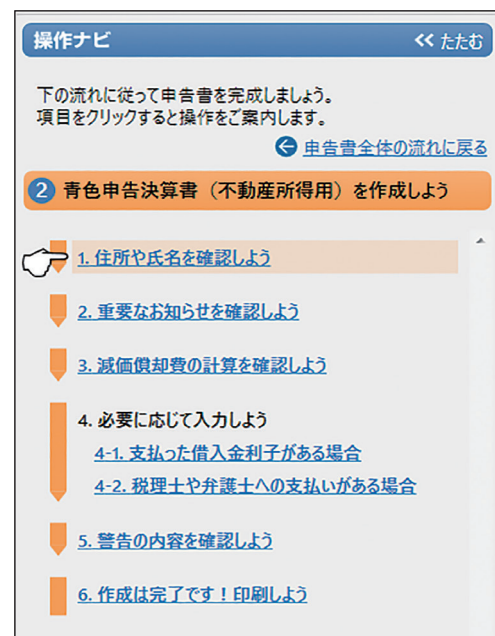 操作ナビ << たたむ
下の流れに従って申告書を完成しましょう。
項目をクリックすると操作をご案内します。
申告書全体の流れに戻る
2 青色申告決算書（不動産所得用）を作成しよう
1. 住所や氏名を確認しよう
2. 重要なお知らせを確認しよう
3. 減価償却費の計算を確認しよう
4. 必要に応じて入力しよう
4-1. 支払った借入金利子がある場合
4-2. 税理士や弁護士への支払いがある場合
5. 警告の内容を確認しよう
6. 作成は完了です！印刷しよう